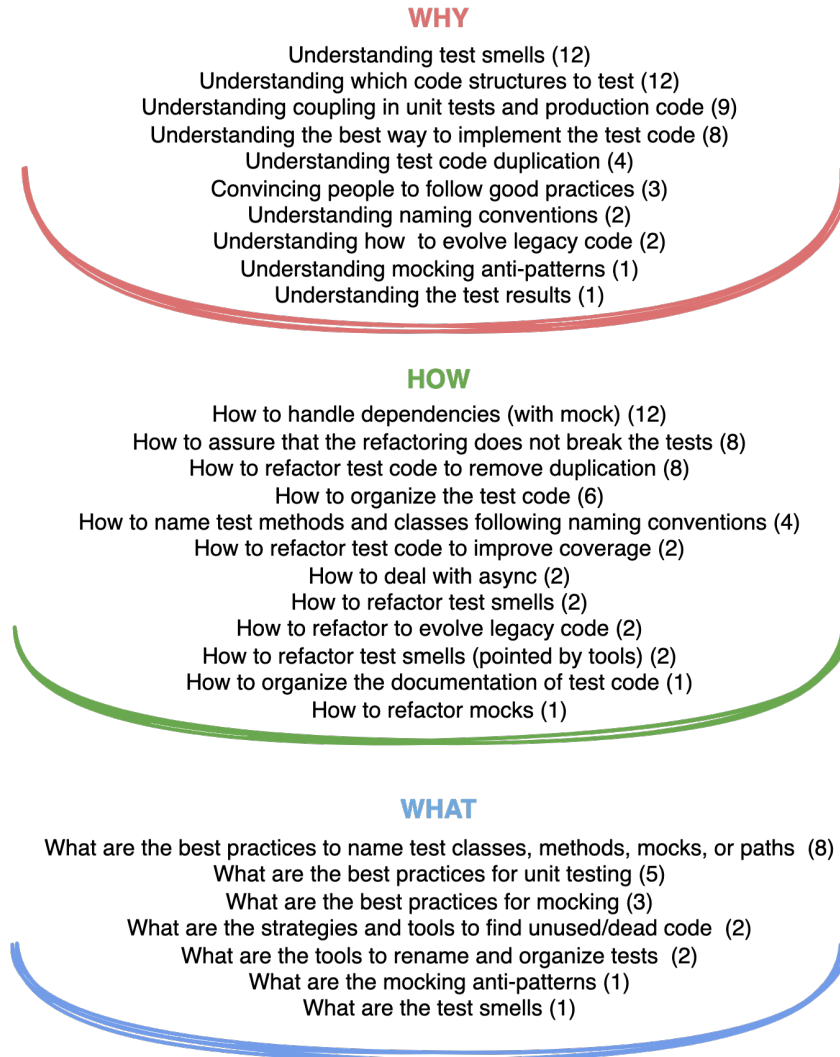 WHY
Understanding test smells (12)
Understanding which code structures to test (12)
Understanding coupling in unit tests and production code (9)
Understanding the best way to implement the test code (8)
Understanding test code duplication (4)
Convincing people to follow good practices (3)
Understanding naming conventions (2)
Understanding how to evolve legacy code (2)
Understanding mocking anti-patterns (1)
Understanding the test results (1)
HOW
How to handle dependencies (with mock) (12)
How to assure that the refactoring does not break the tests (8)
How to refactor test code to remove duplication (8)
How to organize the test code (6)
How to name test methods and classes following naming conventions (4)
How to refactor test code to improve coverage (2)
How to deal with async (2)
How to refactor test smells (2)
How to refactor to evolve legacy code (2)
How to refactor test smells (pointed by tools) (2)
How to organize the documentation of test code (1)
How to refactor mocks (1)
WHAT
What are the best practices to name test classes, methods, mocks, or paths (8)
What are the best practices for unit testing (5)
What are the best practices for mocking (3)
What are the strategies and tools to find unused/dead code (2)
What are the tools to rename and organize tests (2)
What are the mocking anti-patterns (1)
What are the test smells (1)